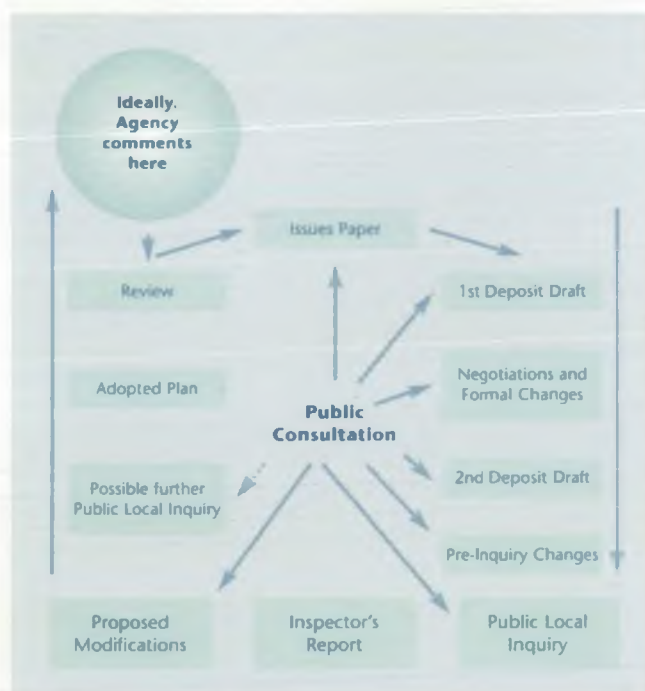 Ideally.
Agency
comments
here
Issues Paper
Review
1st Deposit Draft
Adopted Plan
Negotiations and
Formal Changes
Public
Consultation
Possible further
Public Local Inquiry
2nd Deposit Draft
Pre-Inquiry Changes
Proposed
Modifications
Inspector's
Report
Public Local
Inquiry